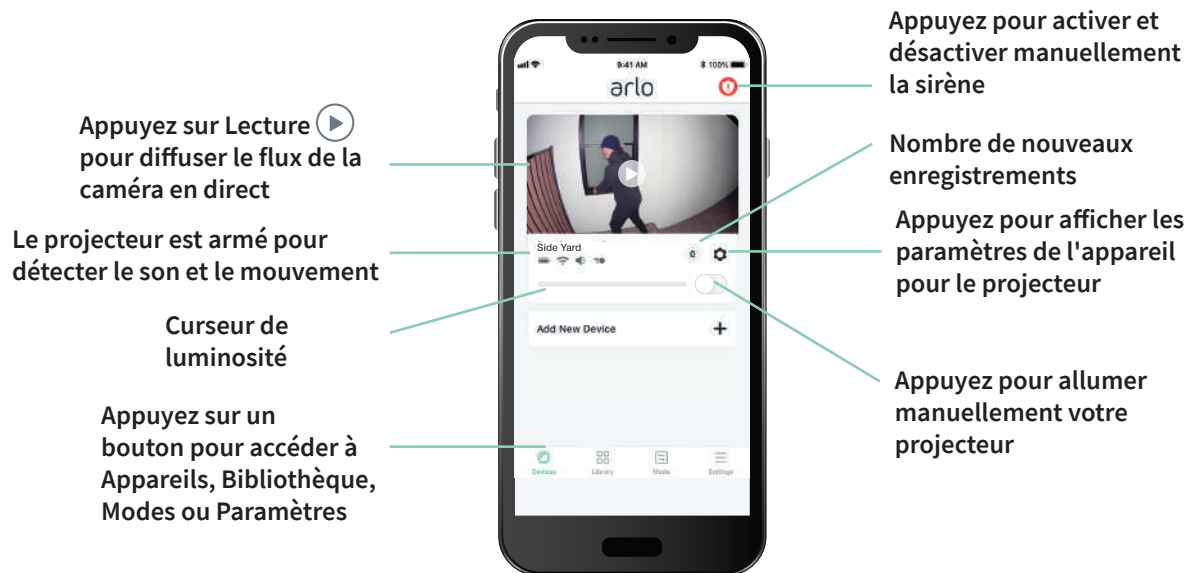 Appuyez sur Lecture
pour diffuser le flux de la
caméra en direct
Le projecteur est armé pour
détecter le son et le mouvement
Curseur de
luminosité
Appuyez sur un
bouton pour accéder à
Appareils, Bibliothèque,
Modes ou Paramètres
9:41 AM
100%
arlo
Side Yard
Add New Device
Devices
Library
Mode
Settings
Appuyez pour activer et
désactiver manuellement
la sirène
Nombre de nouveaux
enregistrements
Appuyez pour afficher les
paramètres de l'appareil
pour le projecteur
Appuyez pour allumer
manuellement votre
projecteur